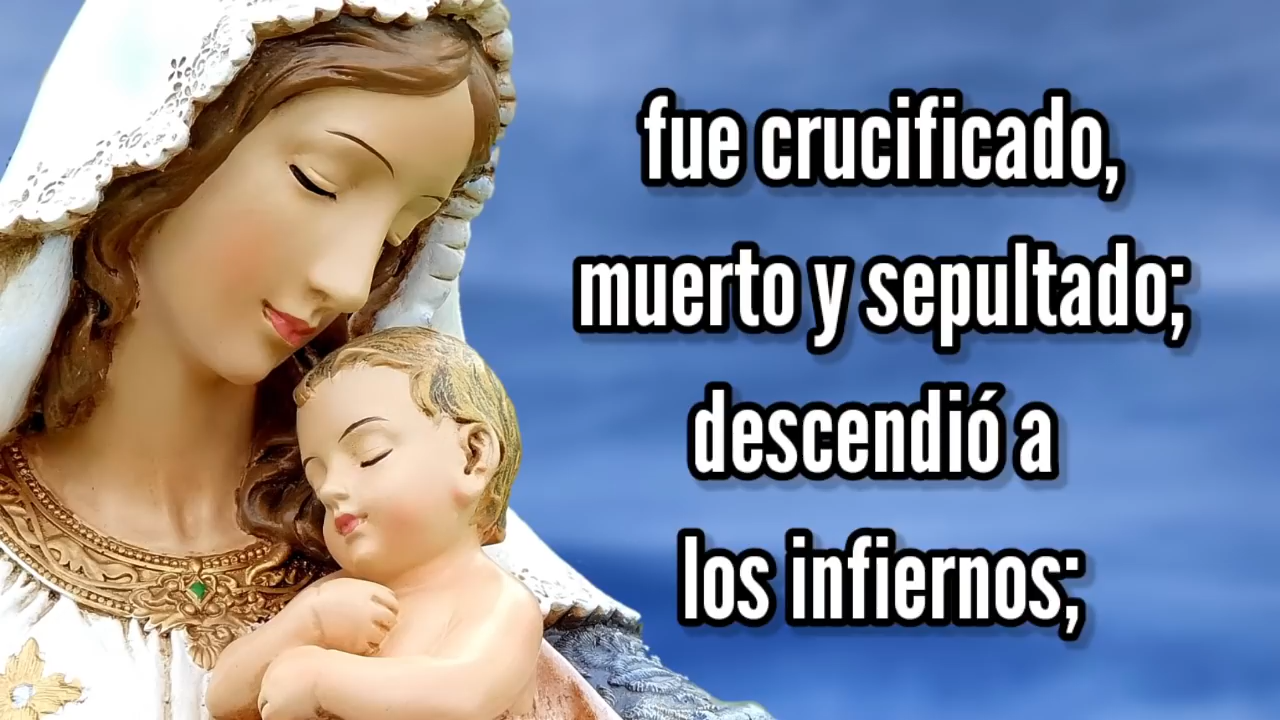 fue crucificado,
muerto y sepultado;
descendió a
los infiernos;